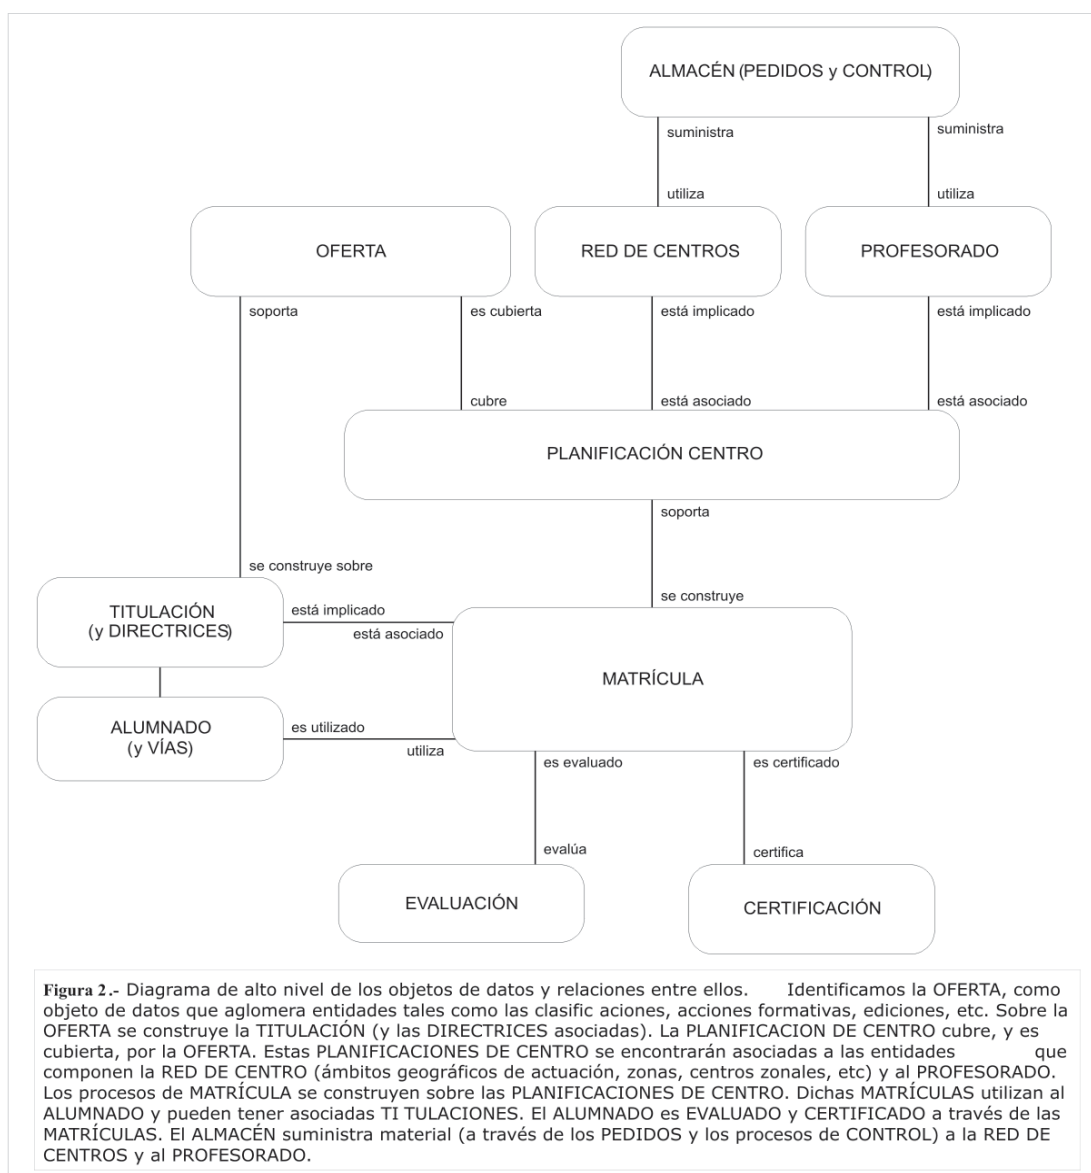 ALMACÉN (PEDIDOS y CONTROL)
suministra
suministra
utiliza
utiliza
OFERTA
RED DE CENTROS
PROFESORADO
soporta
es cubierta
está implicado
está implicado
cubre
está asociado
está asociado
PLANIFICACIÓN CENTRO
soporta
se construye sobre
se construye
TITULACIÓN
(y DIRECTRICES)
está implicado
está asociado
MATRÍCULA
ALUMNADO
(y VÍAS)
es utilizado
utiliza
es evaluado
es certificado
evalúa
certifica
EVALUACIÓN
CERTIFICACIÓN
Figura 2.- Diagrama de alto nivel de los objetos de datos y relaciones entre ellos. Identificamos la OFERTA, como
objeto de datos que aglomera entidades tales como las clasific aciones, acciones formativas, ediciones, etc. Sobre la
OFERTA se construye la TITULACIÓN (y las DIRECTRICES asociadas). La PLANIFICACION DE CENTRO cubre, y es
cubierta, por la OFERTA. Estas PLANIFICACIONES DE CENTRO se encontrarán asociadas a las entidades que
componen la RED DE CENTRO (ámbitos geográficos de actuación, zonas, centros zonales, etc) y al PROFESORADO.
Los procesos de MATRÍCULA se construyen sobre las PLANIFICACIONES DE CENTRO. Dichas MATRÍCULAS utilizan al
ALUMNADO y pueden tener asociadas TI TULACIONES. El ALUMNADO es EVALUADO y CERTIFICADO a través de las
MATRÍCULAS. El ALMACÉN suministra material (a través de los PEDIDOS y los procesos de CONTROL) a la RED DE
CENTROS y al PROFESORADO.